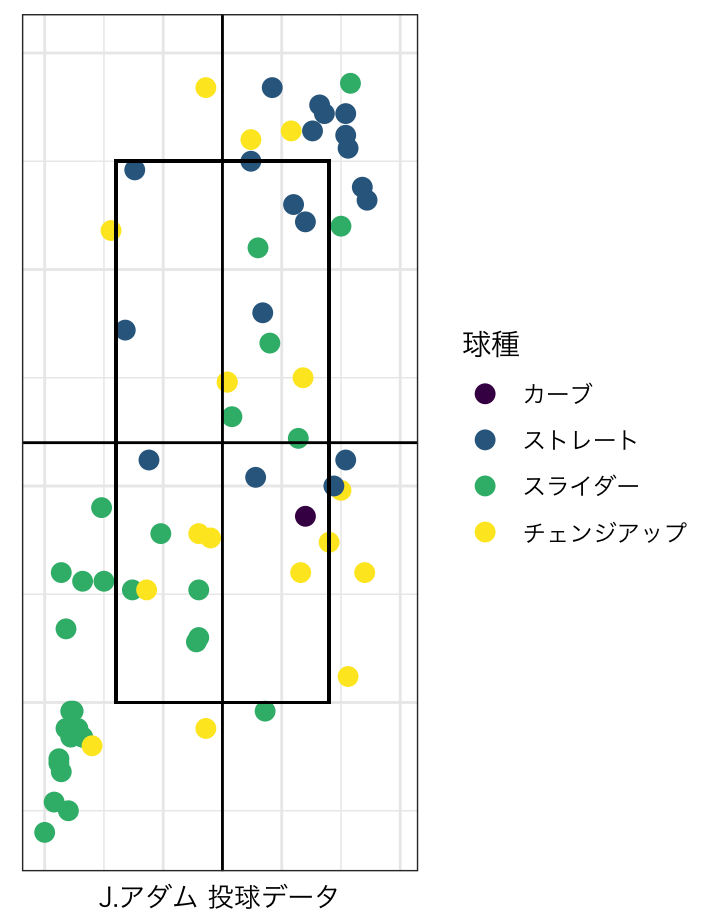 球種
カーブ
ストレート
スライダー
チェンジアップ
J.アダム 投球データ